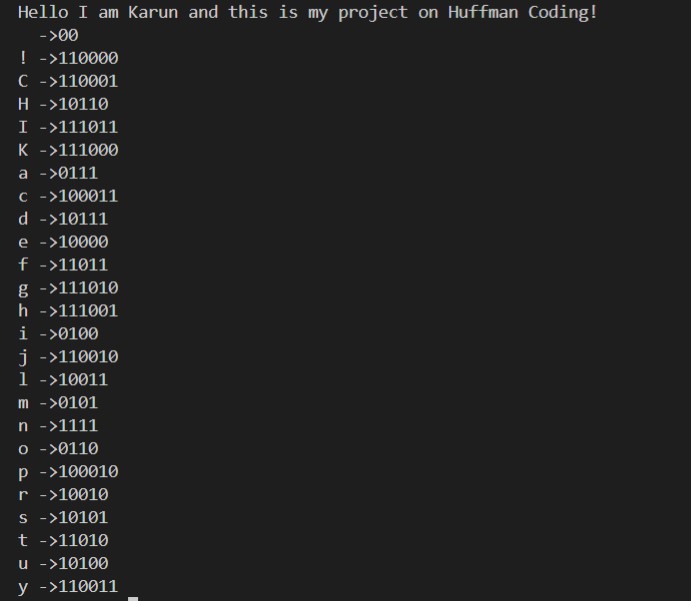 Hello I am Karun and this is my project on Huffman Coding!
  ->00
! ->110000
C ->110001
H ->10110
I ->111011
K ->111000
a ->0111
c ->100011
d ->10111
e ->10000
f ->11011
g ->111010
h ->111001
i ->0100
j ->110010
l ->10011
m ->0101
n ->1111
o ->0110
p ->100010
r ->10010
s ->10101
t ->11010
u ->10100
y ->110011